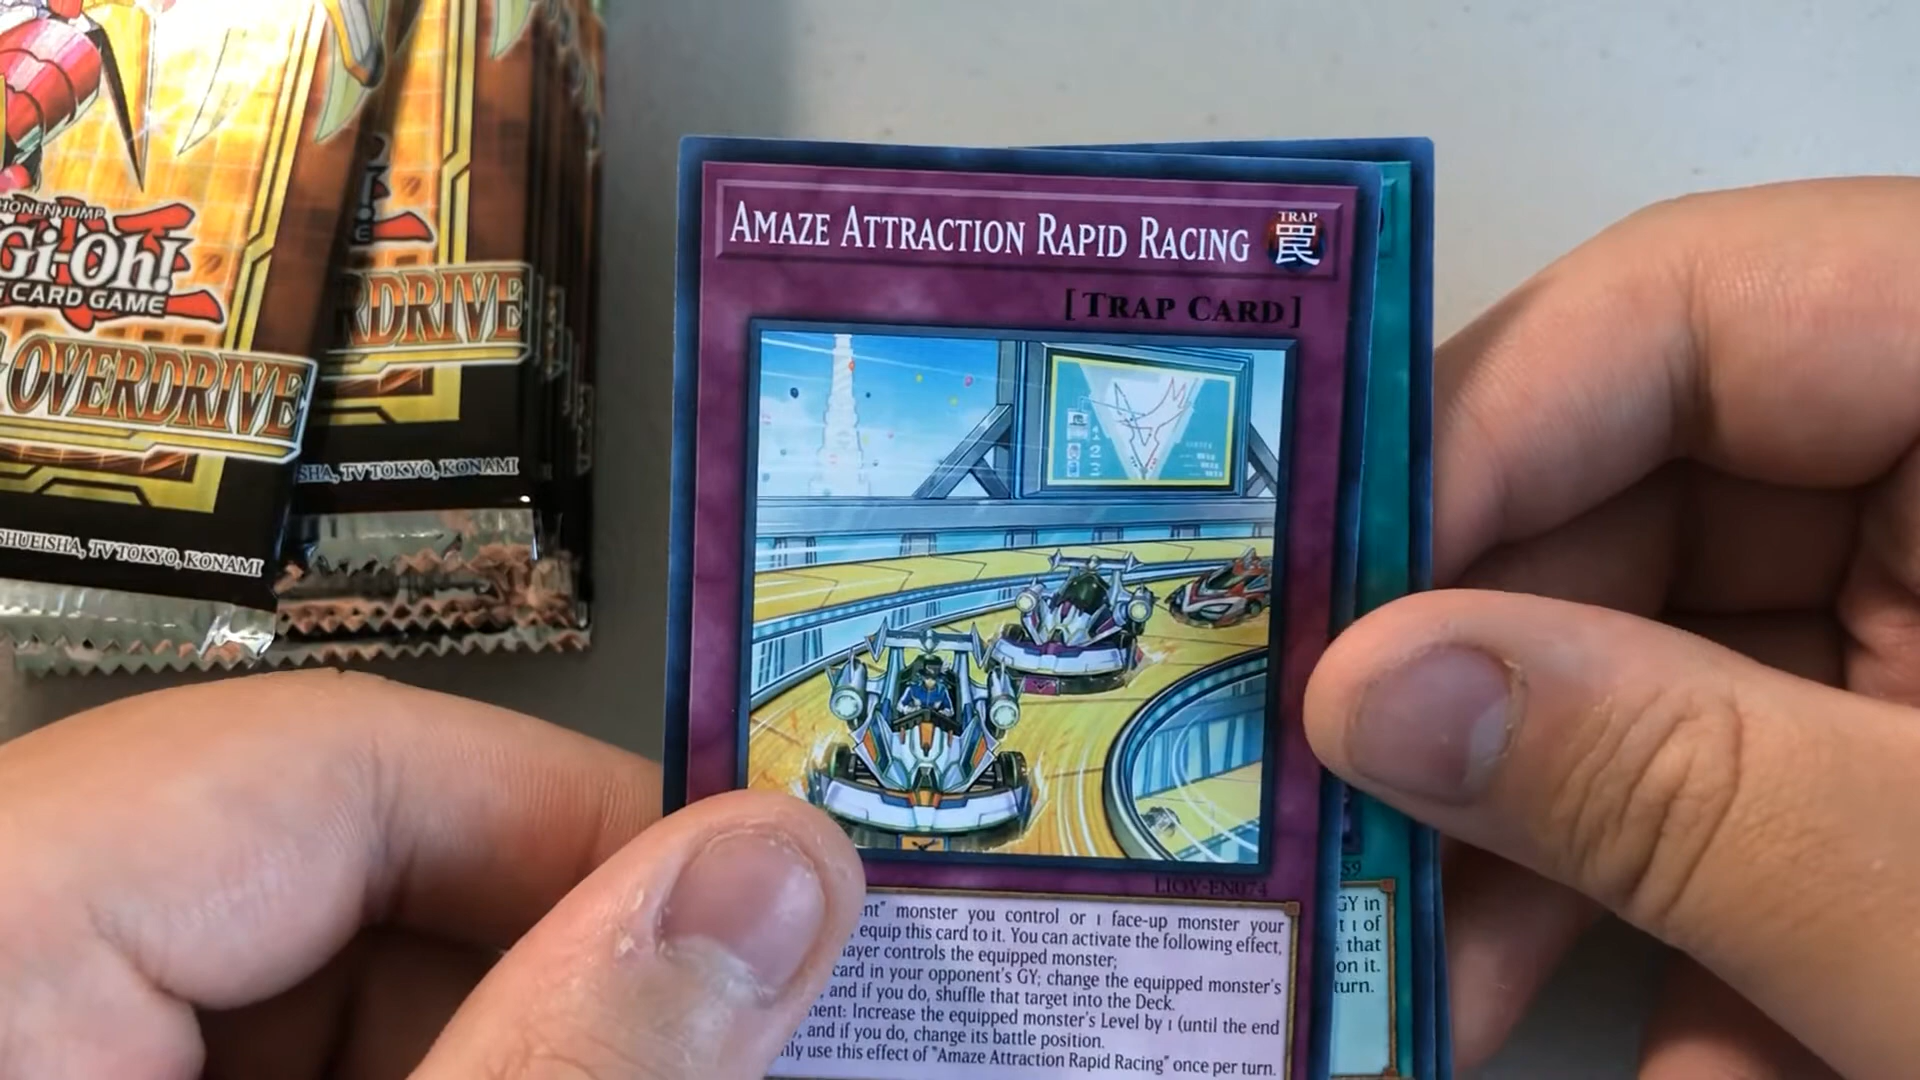 SHONEN JUMP
Gi-Oh!
CARD GAME
OVERDRIVE
SHUEISHA, TV TOKYO, KONAMI
RDRIVE
SHA, TV TOKYO, KONAMI
AMAZE ATTRACTION RAPID RACING
TRAP
罠
[TRAP CARD]
1
2
3
LIOV-EN074
nt" monster you control or 1 face-up monster your
, equip this card to it. You can activate the following effect,
layer controls the equipped monster;
card in your opponent's GY; change the equipped monster's
, and if you do, shuffle that target into the Deck.
nent: Increase the equipped monster's Level by 1 (until the end
, and if you do, change its battle position.
nly use this effect of "Amaze Attraction Rapid Racing" once per turn.
59
GY in
t 1 of
that
on it.
turn.